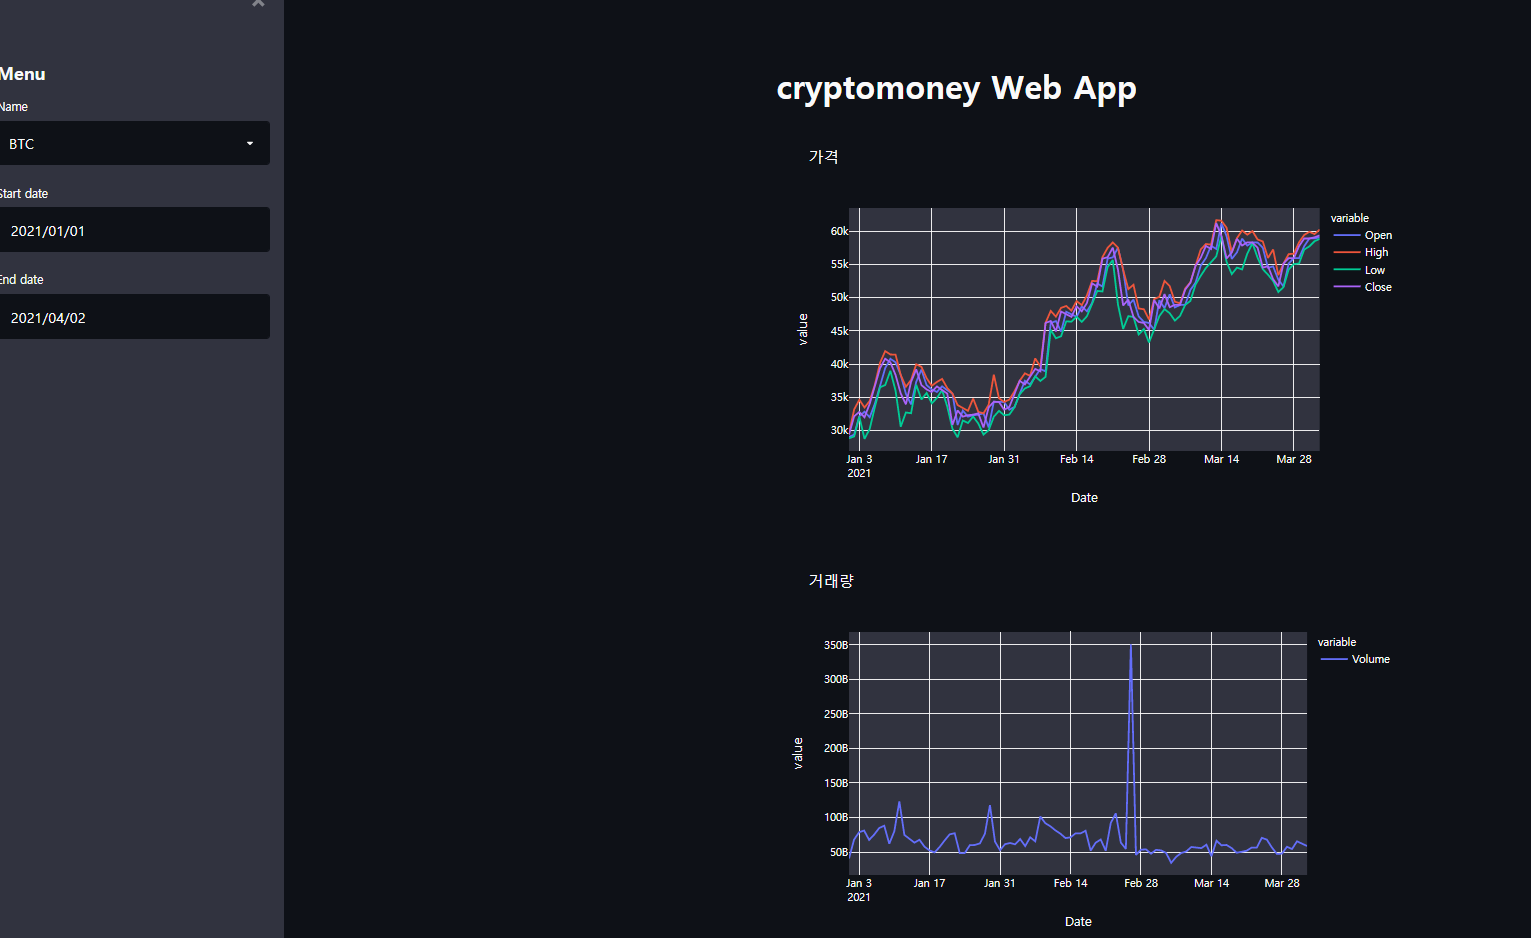 Menu
Name
BTC
Start date
2021/01/01
End date
2021/04/02
cryptomoney Web App
가격
60k
55k
50k
45k
40k
35k
30k
value
Jan 3 Jan 17 Jan 31 Feb 14 Feb 28 Mar 14 Mar 28
2021
Date
variable
Open
High
Low
Close
거래량
350B
300B
250B
200B
150B
100B
50B
value
Jan 3 Jan 17 Jan 31 Feb 14 Feb 28 Mar 14 Mar 28
2021
Date
variable
Volume